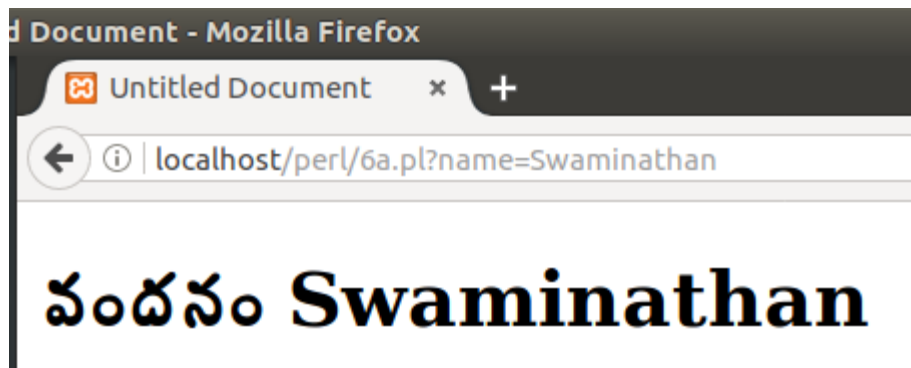 d Document - Mozilla Firefox
Untitled Document
localhost/perl/6a.pl?name=Swaminathan
వందనం Swaminathan